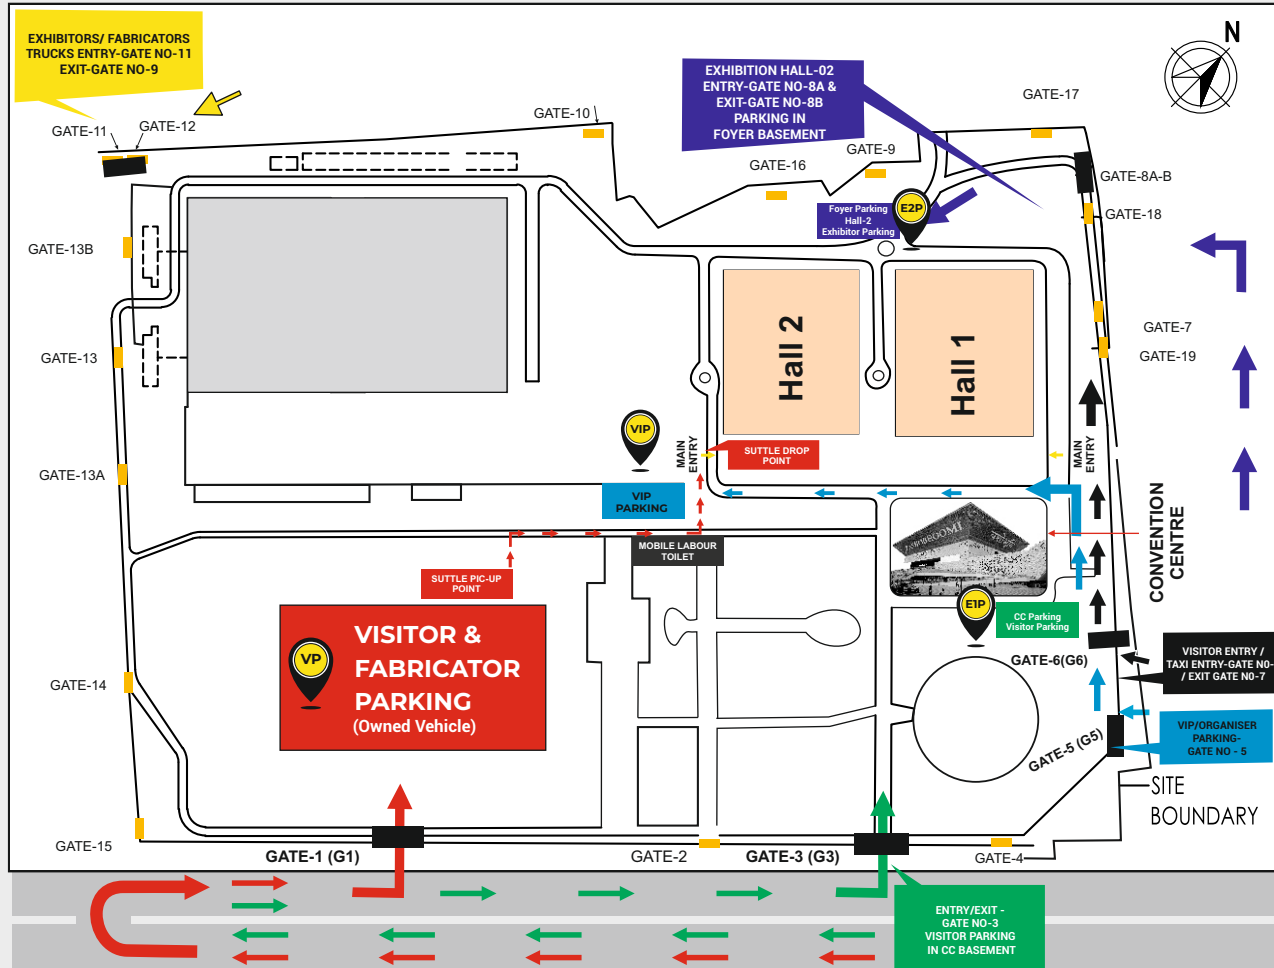 N
EXHIBITORS/ FABRICATORS
TRUCKS ENTRY-GATE NO-11
EXIT-GATE NO-9
EXHIBITION HALL-02
ENTRY-GATE NO-8A &
EXIT-GATE NO-8B
PARKING IN
FOYER BASEMENT
GATE-17
GATE-10
GATE-11
GATE-12
GATE-9
GATE-16
GATE-8A-B
E2P
Foyer Parking
Hall-2
Exhibitor Parking
GATE-18
GATE-13B
GATE-7
GATE-13
GATE-19
Hall 2
Hall 1
VIP
MAIN
ENTRY
SUTTLE DROP
POINT
MAIN
ENTRY
GATE-13A
VIP
PARKING
CONVENTION
CENTRE
MOBILE LABOUR
TOILET
SUTTLE PIC-UP
POINT
E1P
CC Parking
Visitor Parking
VP
VISITOR &
FABRICATOR
PARKING
(Owned Vehicle)
GATE-6(G6)
VISITOR ENTRY /
TAXI ENTRY-GATE NO-
/ EXIT GATE NO-7
GATE-14
VIP/ORGANISER
PARKING-
GATE NO - 5
GATE-5 (G5)
SITE
BOUNDARY
GATE-15
GATE-1 (G1)
GATE-2
GATE-3 (G3)
GATE-4
ENTRY/EXIT -
GATE NO-3
VISITOR PARKING
IN CC BASEMENT